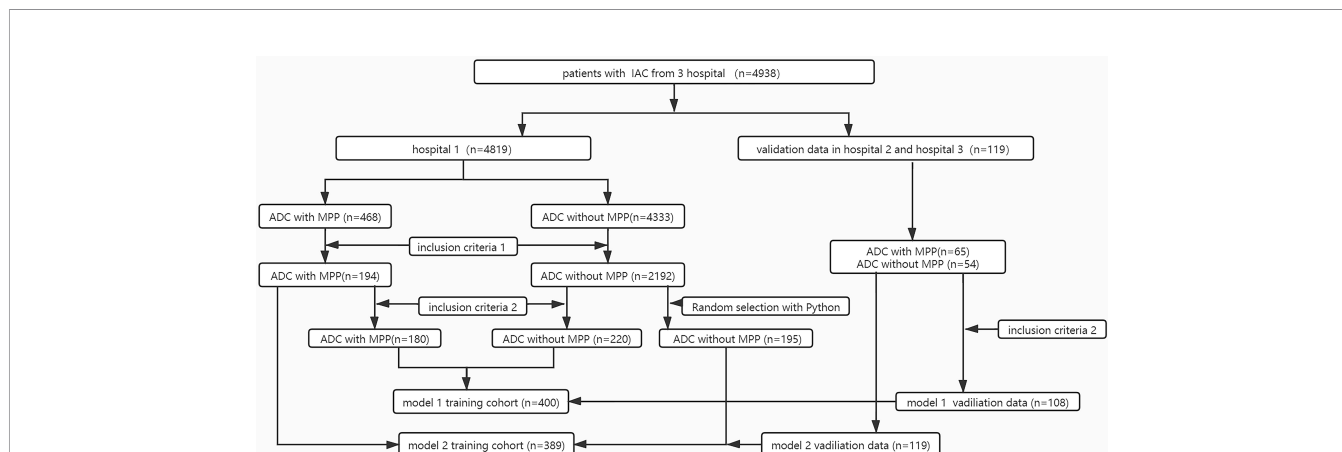 patients with IAC from 3 hospital (n=4938)
hospital 1 (n=4819)
validation data in hospital 2 and hospital 3 (n=119)
ADC with MPP (n=468)
ADC without MPP(n=4333)
inclusion criteria 1
ADC with MPP(n=65)
ADC without MPP (n=54)
ADC with MPP(n=194)
ADC without MPP (n=2192)
inclusion criteria 2
Random selection with Python
inclusion criteria 2
ADC with MPP(n=180)
ADC without MPP (n=220)
ADC without MPP (n=195)
model 1 training cohort (n=400)
model 1 vadiliation data (n=108)
model 2 training cohort (n=389)
model 2 vadiliation data (n=119)